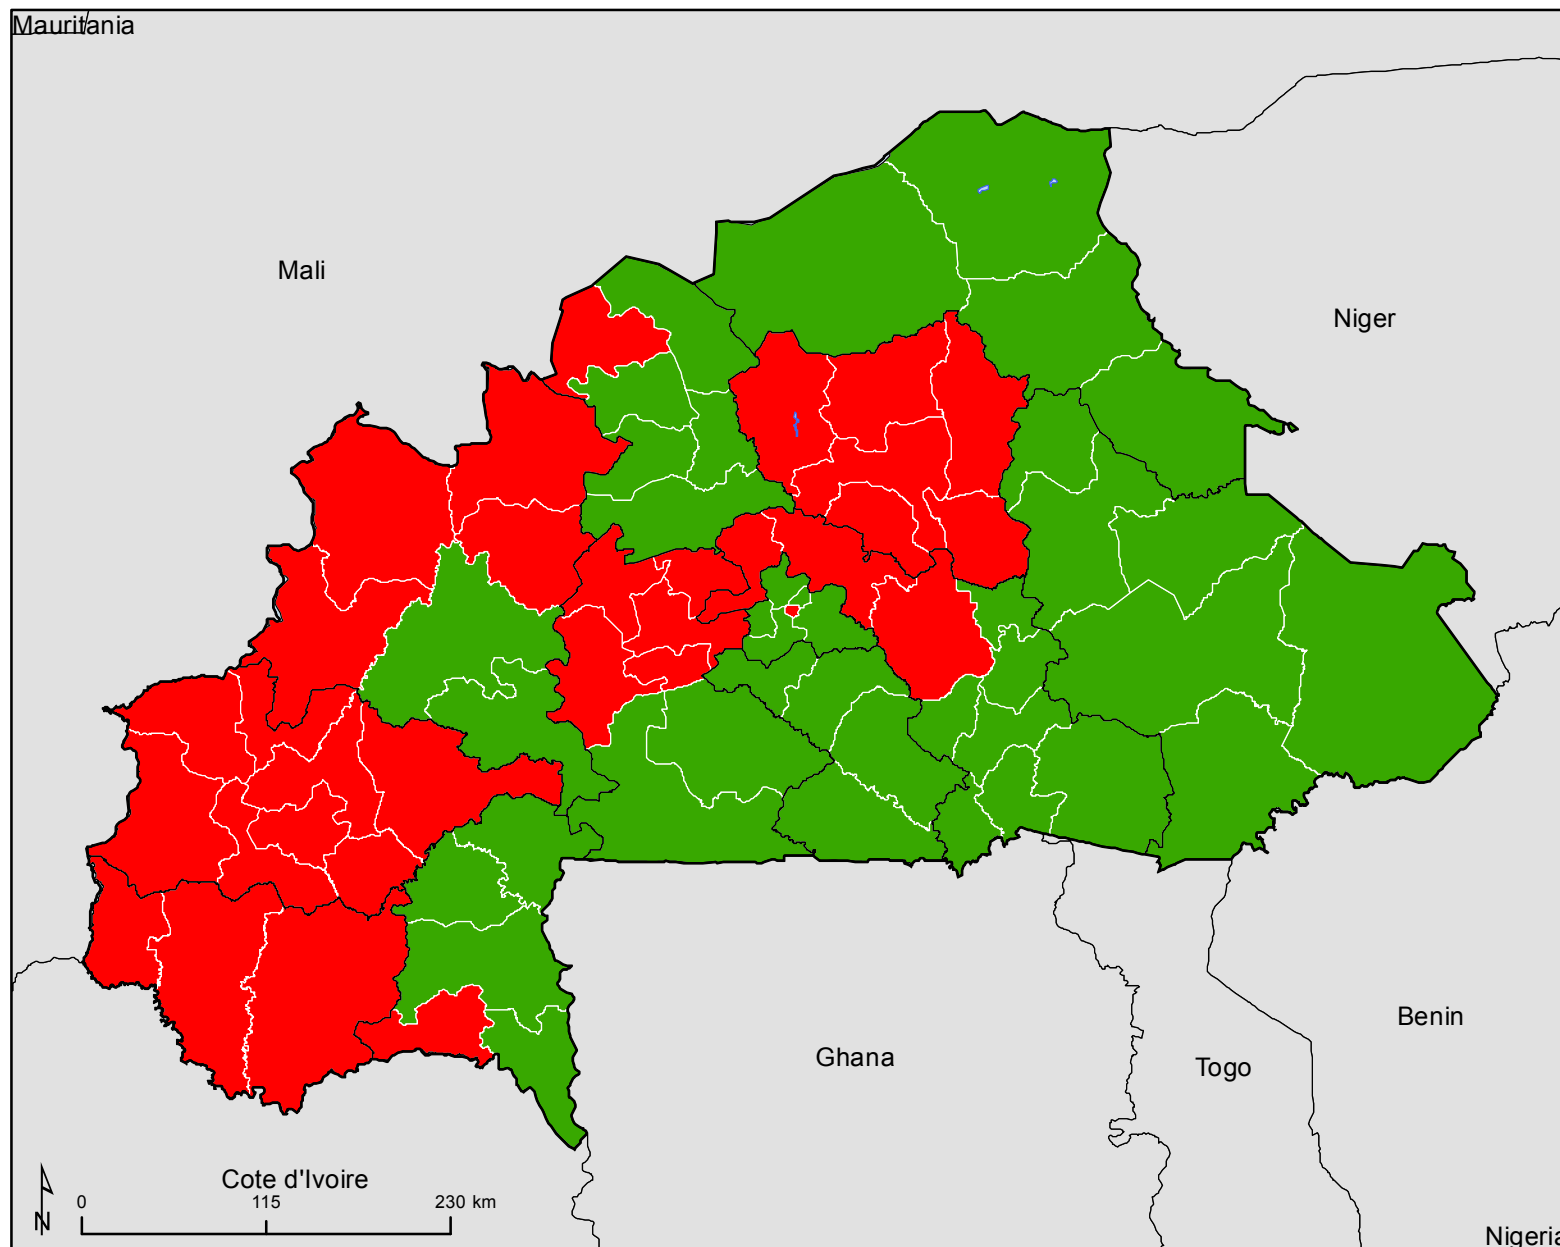 Mauritania
Mali
Niger
Benin
Ghana
Togo
Cote d'Ivoire
0 115 230 km
N
Nigeria